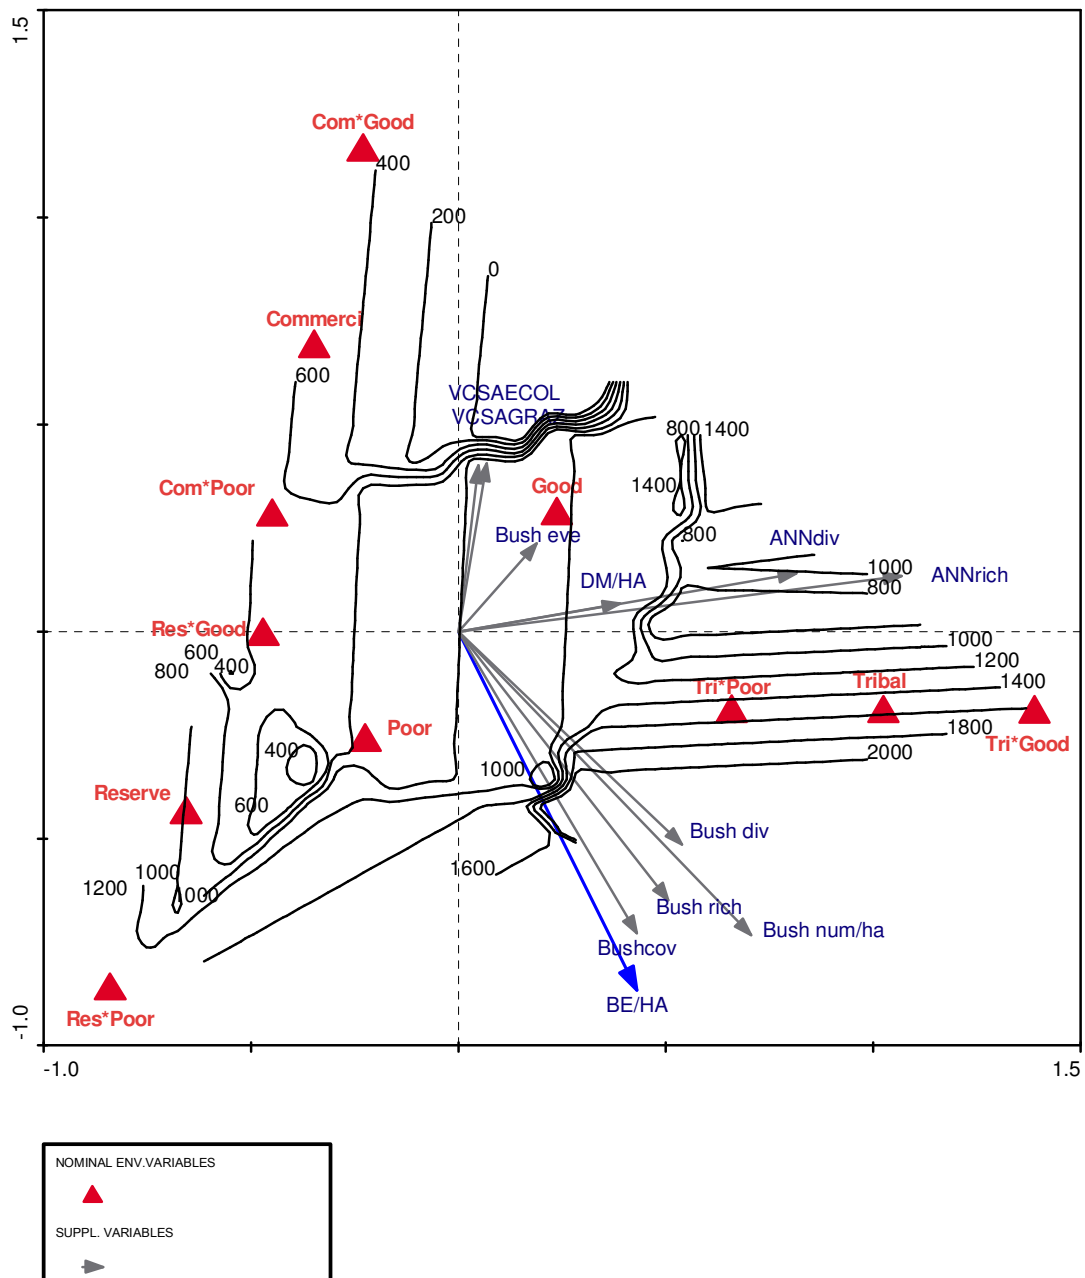 1.5
Com*Good
400
200
0
Commerci
600
VCSAECOL
VCSAGRAZ
800 1400
Com*Poor
1400
Good
Bush eve
800
ANNdiv
DM/HA
1000
ANNrich
800
Res*Good
600
1000
800
400
1200
Tri*Poor
Tribal
1400
Poor
1800
Tri*Good
400
1000
2000
Reserve
600
Bush div
1000
1600
1200
1000
Bush rich
Bush num/ha
Bushcov
BE/HA
Res*Poor
-1.0
-1.0
1.5
NOMINAL ENV.VARIABLES
SUPPL. VARIABLES